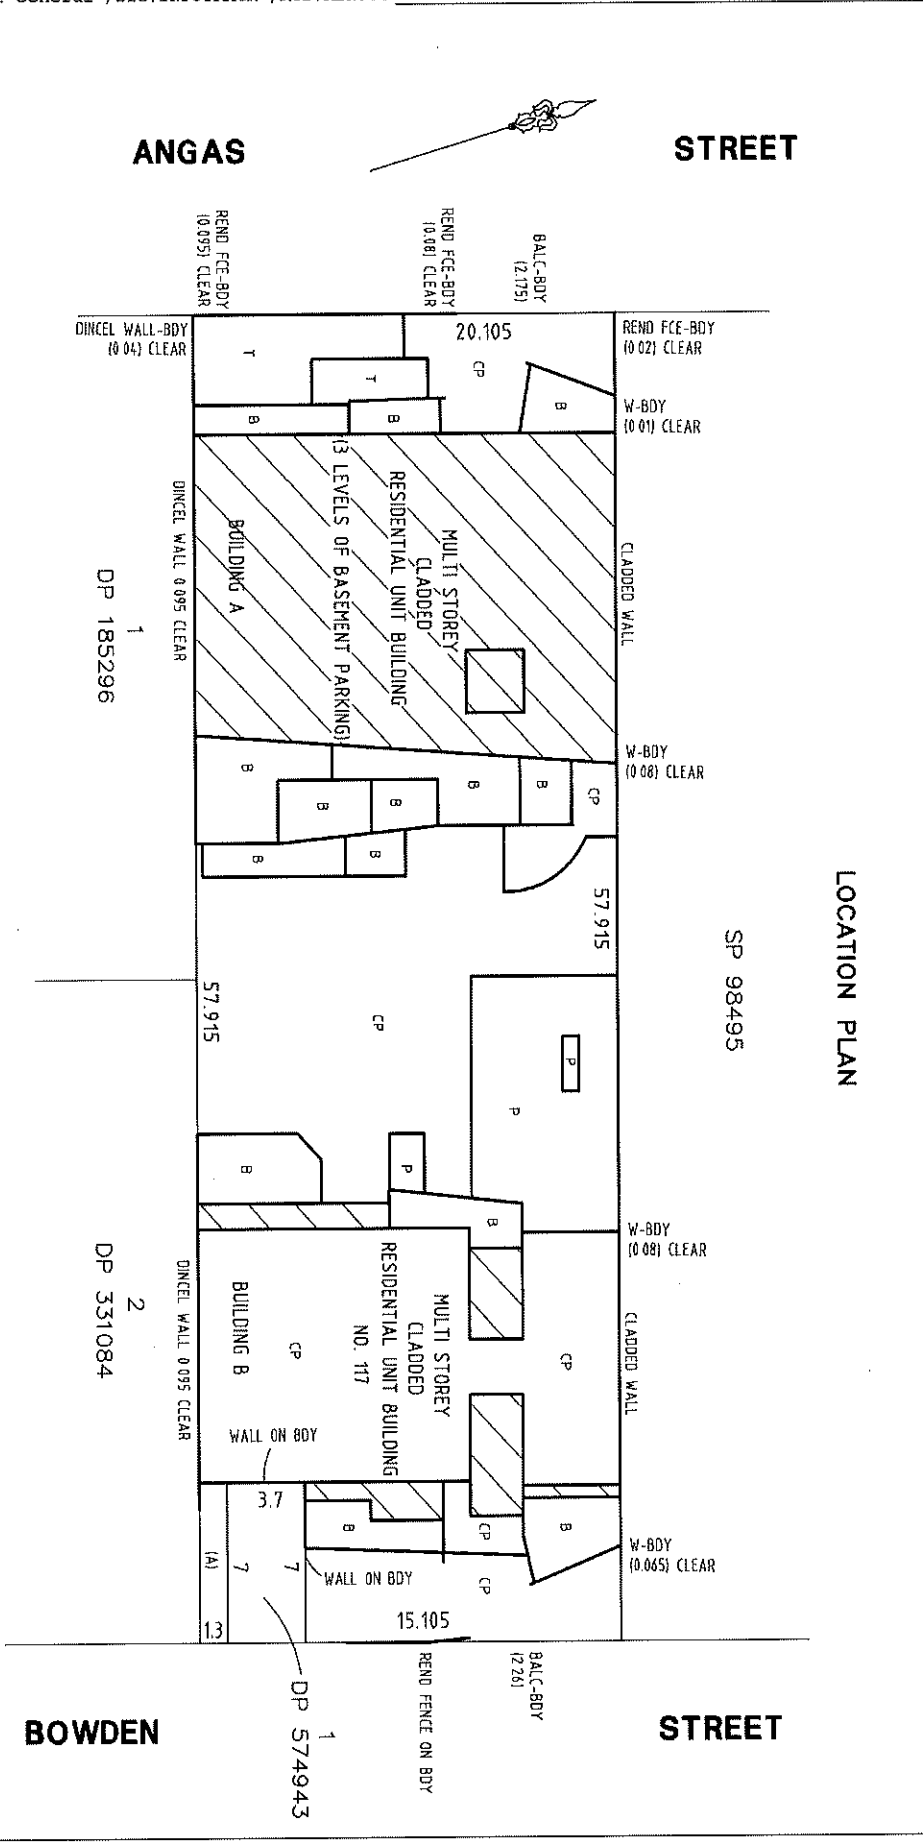 ANGAS
STREET
REND FCE-BDY
(0.095) CLEAR
REND FCE-BDY
(0.08) CLEAR
BALC-BDY
(2.175)
DINCEL WALL-BDY
(0.04) CLEAR
20.105
REND FCE-BDY
(0.02) CLEAR
T
T
CP
B
B
B
W-BDY
(0.01) CLEAR
MULTI STOREY
CLADDED
RESIDENTIAL UNIT BUILDING
(3 LEVELS OF BASEMENT PARKING)
BUILDING A
DINCEL WALL 0.095 CLEAR
CLADDED WALL
1
DP 185296
W-BDY
(0.08) CLEAR
B
B
B
B
B
CP
B
B
57.915
LOCATION PLAN
SP 98495
57.915
CP
P
P
P
B
B
W-BDY
(0.08) CLEAR
MULTI STOREY
CLADDED
RESIDENTIAL UNIT BUILDING
NO. 117
CP
BUILDING B
CP
DINCEL WALL 0.095 CLEAR
CLADDED WALL
2
DP 331084
WALL ON BDY
3.7
B
CP
B
W-BDY
(0.065) CLEAR
(A)
7
7
WALL ON BDY
CP
1.3
15.105
1
DP 574943
REND FENCE ON BDY
BALC-BDY
(2.26)
BOWDEN
STREET